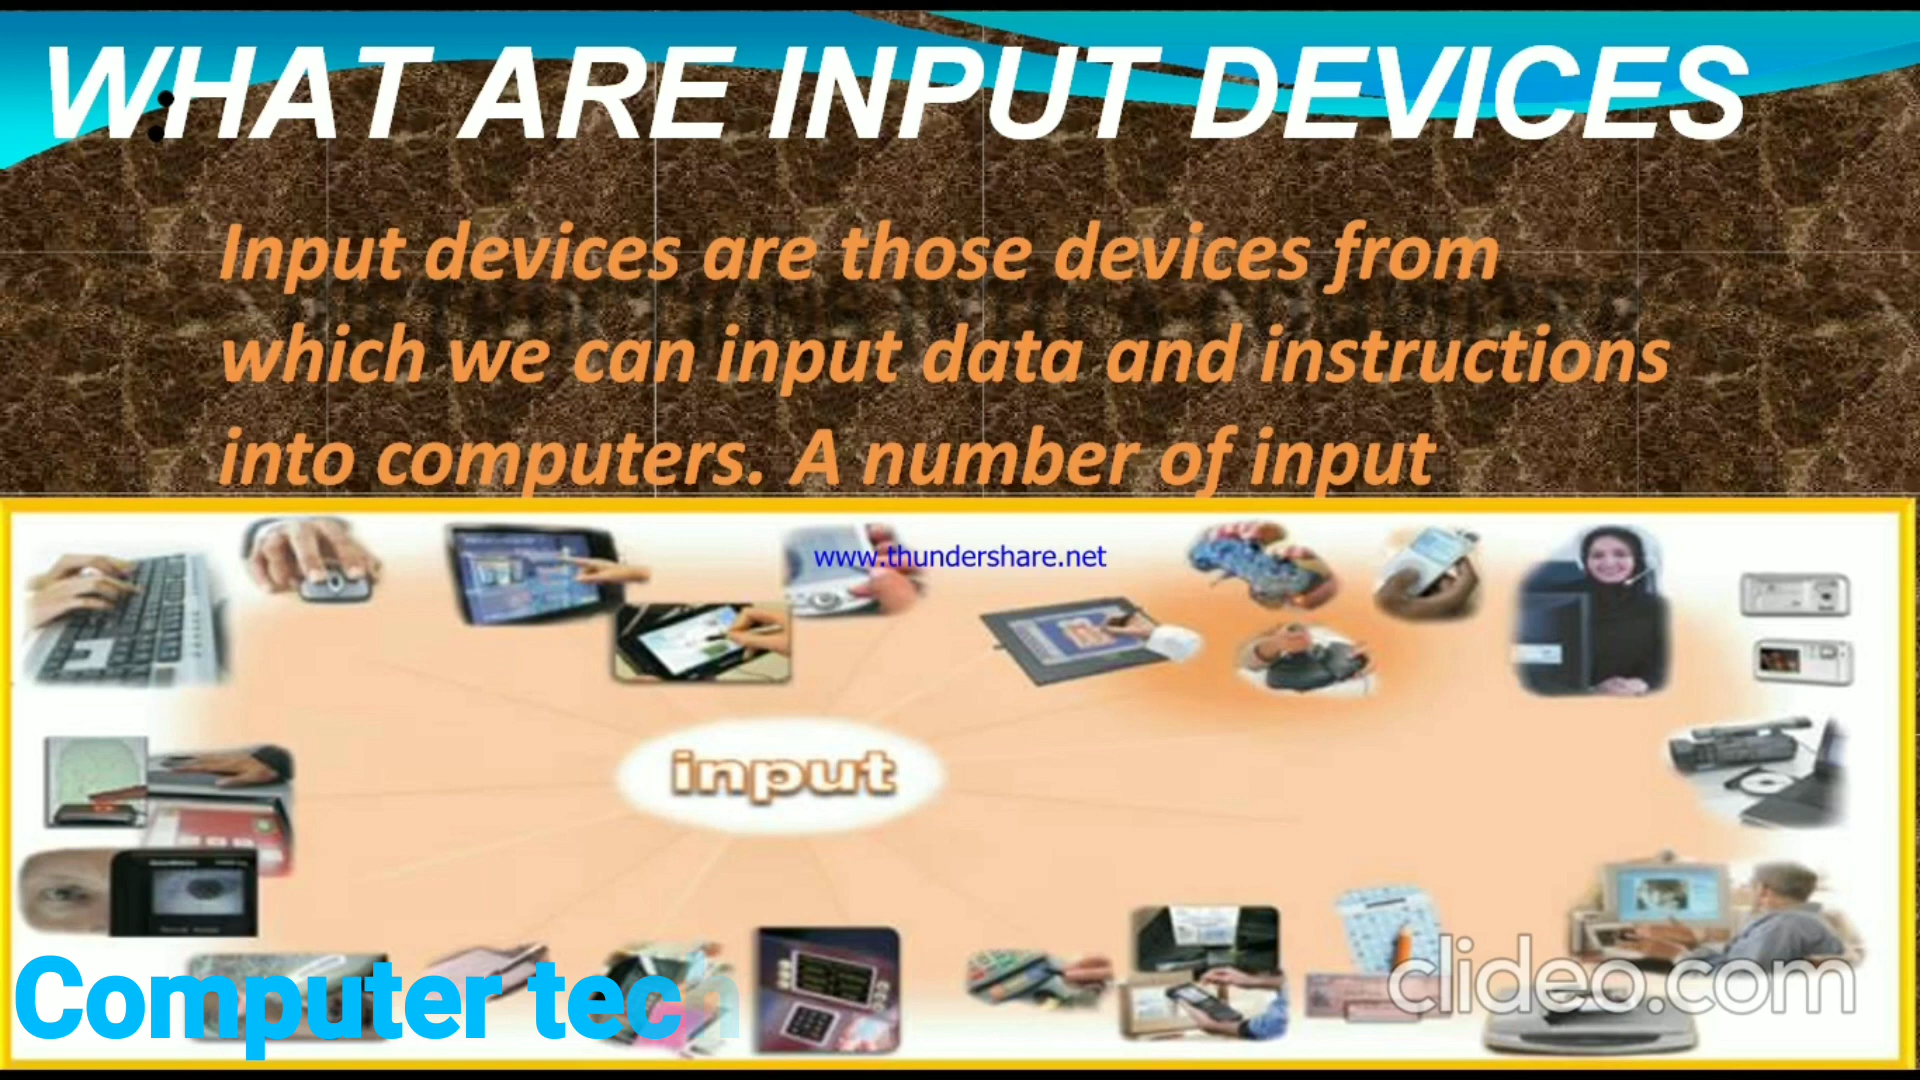 WHAT ARE INPUT DEVICES
Input devices are those devices from
which we can input data and instructions
into computers. A number of input
www.thundershare.net
input
clideo.com
Computer tech